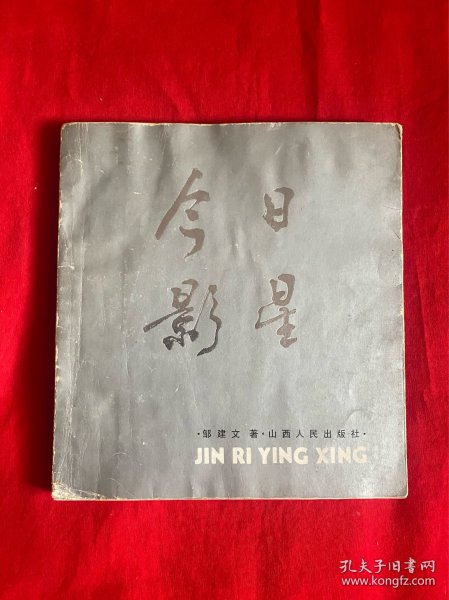 今日
影星
·邹建文 著·山西人民出版社·
JIN RI YING XING
孔夫子旧书网
www.kongfz.com